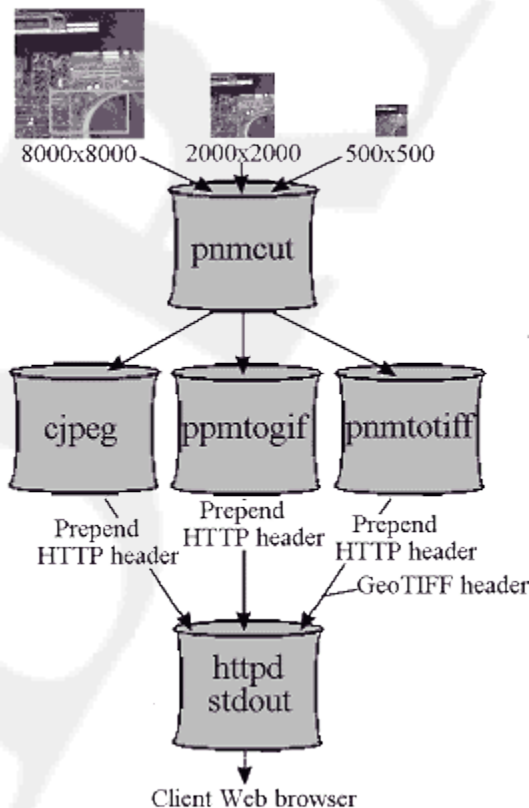 8000x8000
2000x2000
500x500
pnmcut
cjpeg
ppmtogif
pnmtotiff
Prepend
HTTP header
Prepend
HTTP header
Prepend
HTTP header
GeoTIFF header
httpd
stdout
Client Web browser